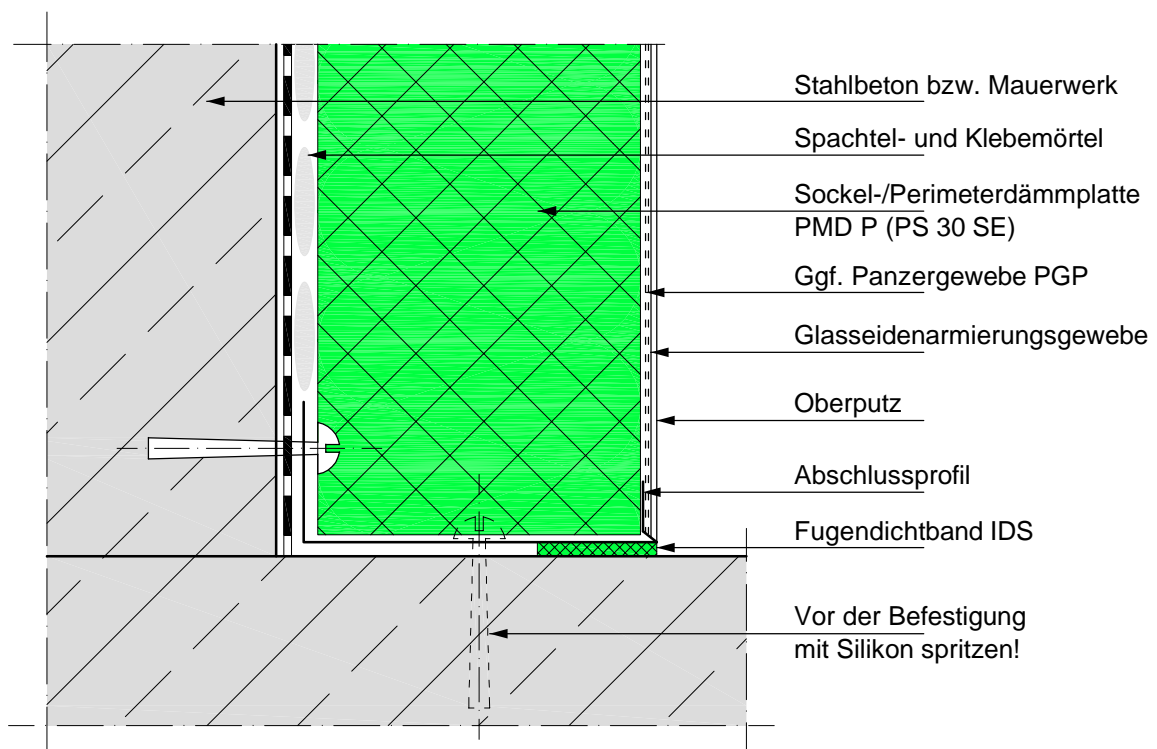 Stahlbeton bzw. Mauerwerk
Spachtel- und Klebemörtel
Sockel-/Perimeterdämmplatte
PMD P (PS 30 SE)
Ggf. Panzergewebe PGP
Glasseidenarmierungsgewebe
Oberputz
Abschlussprofil
Fugendichtband IDS
Vor der Befestigung
mit Silikon spritzen!